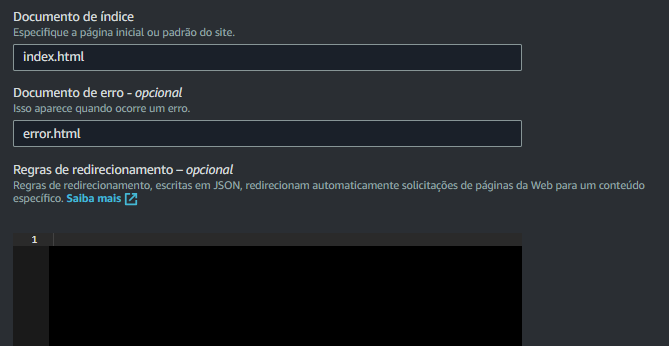 Documento de índice
Especifique a página inicial ou padrão do site.
index.html
Documento de erro - opcional
Isso aparece quando ocorre um erro.
error.html
Regras de redirecionamento – opcional
Regras de redirecionamento, escritas em JSON, redirecionam automaticamente solicitações de páginas da Web para um conteúdo
específico. Saiba mais
1